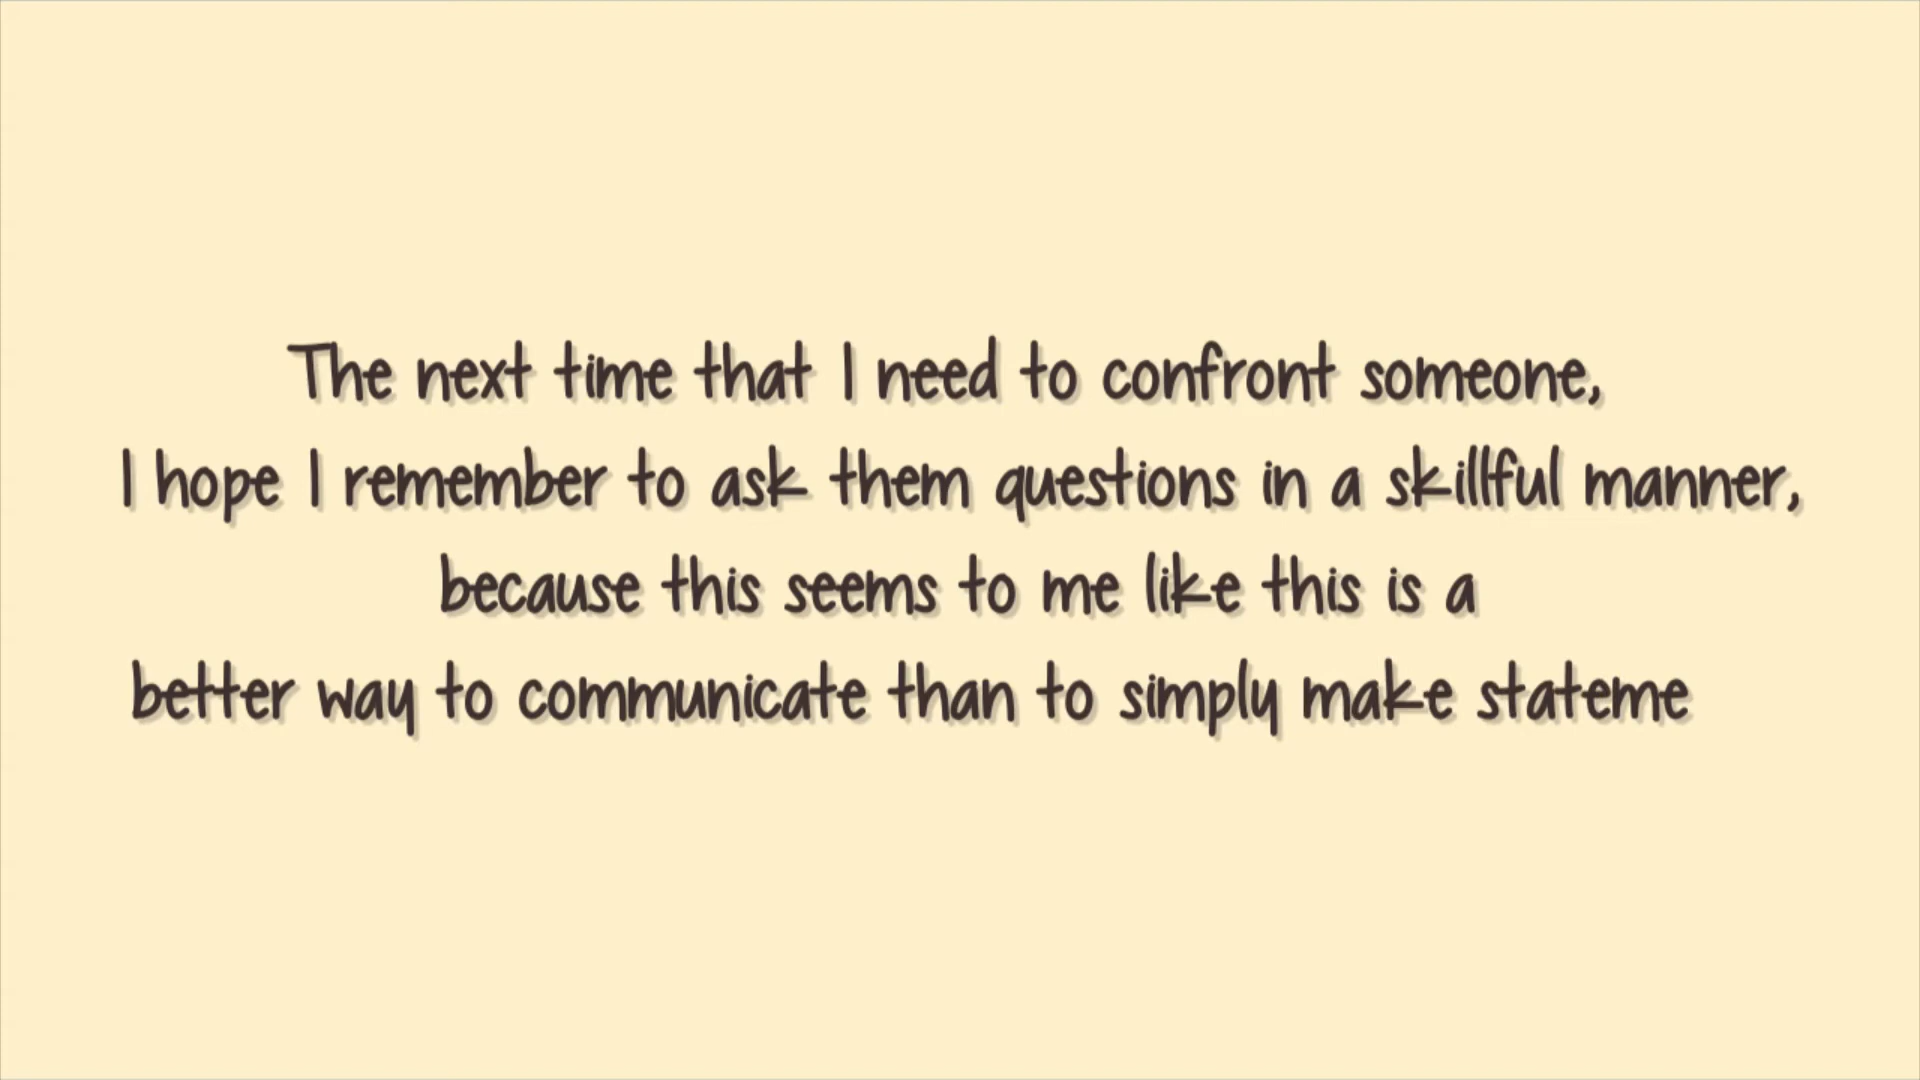 The next time that I need to confront someone,
I hope I remember to ask them questions in a skillful manner,
because this seems to me like this is a
better way to communicate than to simply make stateme